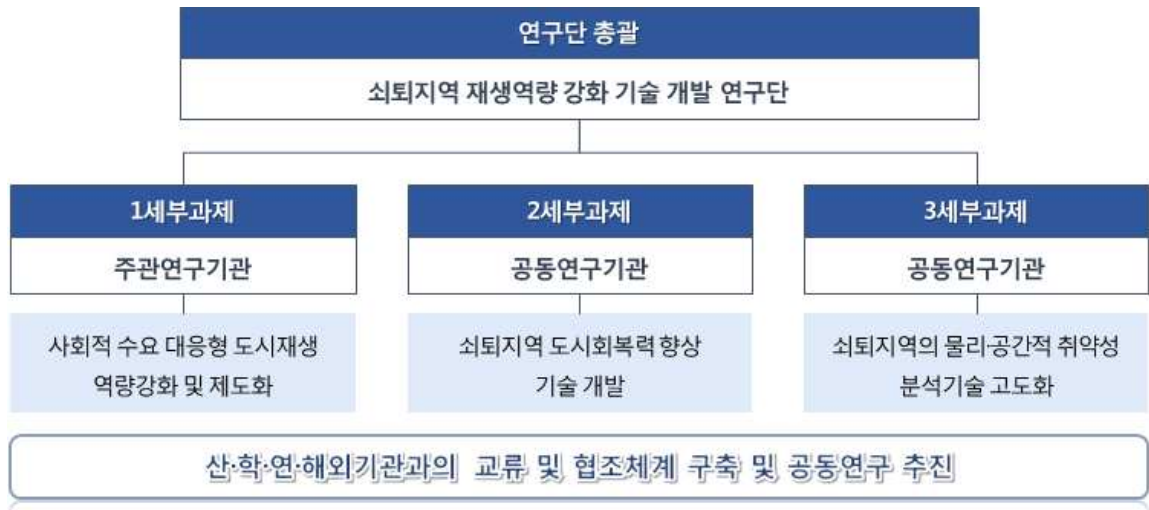 연구단 총괄
쇠퇴지역 재생역량 강화 기술 개발 연구단
1세부과제
주관연구기관
사회적 수요 대응형 도시재생
역량강화 및 제도화
2세부과제
공동연구기관
쇠퇴지역 도시회복력 향상
기술 개발
3세부과제
공동연구기관
쇠퇴지역의 물리·공간적 취약성
분석기술 고도화
산·학·연·해외기관과의 교류 및 협조체계 구축 및 공동연구 추진